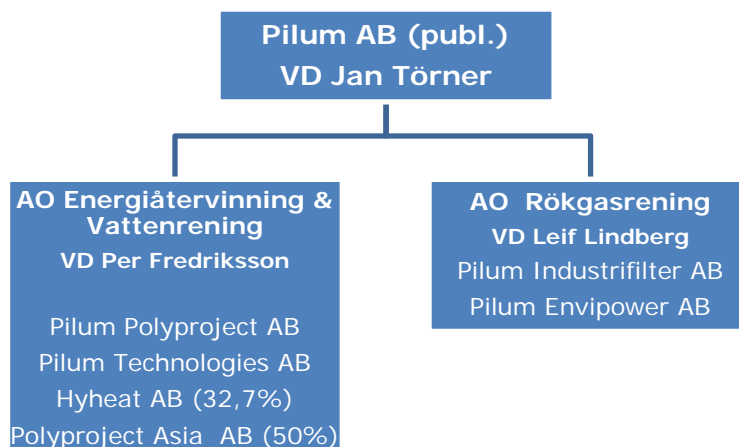 Pilum AB (publ.)
VD Jan Törner
AO Energiåtervinning &
Vattenrening
VD Per Fredriksson
Pilum Polyproject AB
Pilum Technologies AB
Hyheat AB (32,7%)
Polyproject Asia AB (50%)
AO Rökgasrening
VD Leif Lindberg
Pilum Industrifilter AB
Pilum Envipower AB